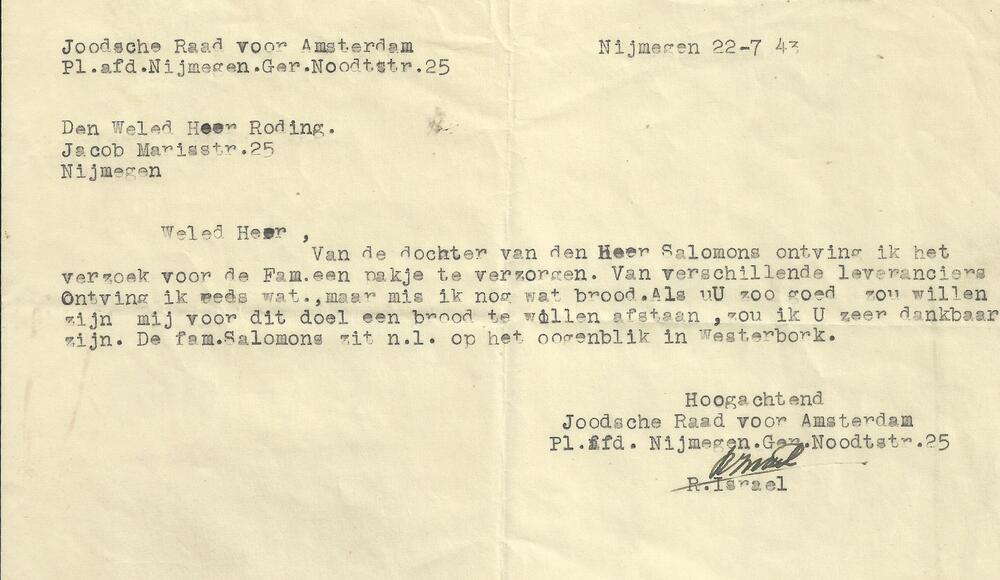 Joodsche Raad voor Amsterdam
Nijmegen 22-7 43
Pl.afd.Nijmegen.Ger.Noodtstr.25
Den Weled Heer Roding.
Jacob Marisstr.25
Nijmegen
Weled Heer ,
Van de dochter van den Heer Salomons ontving ik het
verzoek voor de Fam.een pakje te verzorgen. Van verschillende leveranciers
Ontving ik reds wat.,maar mis ik nog wat brood.Als uU zoo goed zou willen
zijn mij voor dit doel een brood te willen afstaan ,zou ik U zeer dankbaar
zijn. De fam.Salomons zit n.l. op het oogenblik in Westerbork.
Hoogachtend
Joodsche Raad voor Amsterdam
Pl.ffd. Nijmegen.Ger.Noodtstr.25
RIsrael
R.Israel